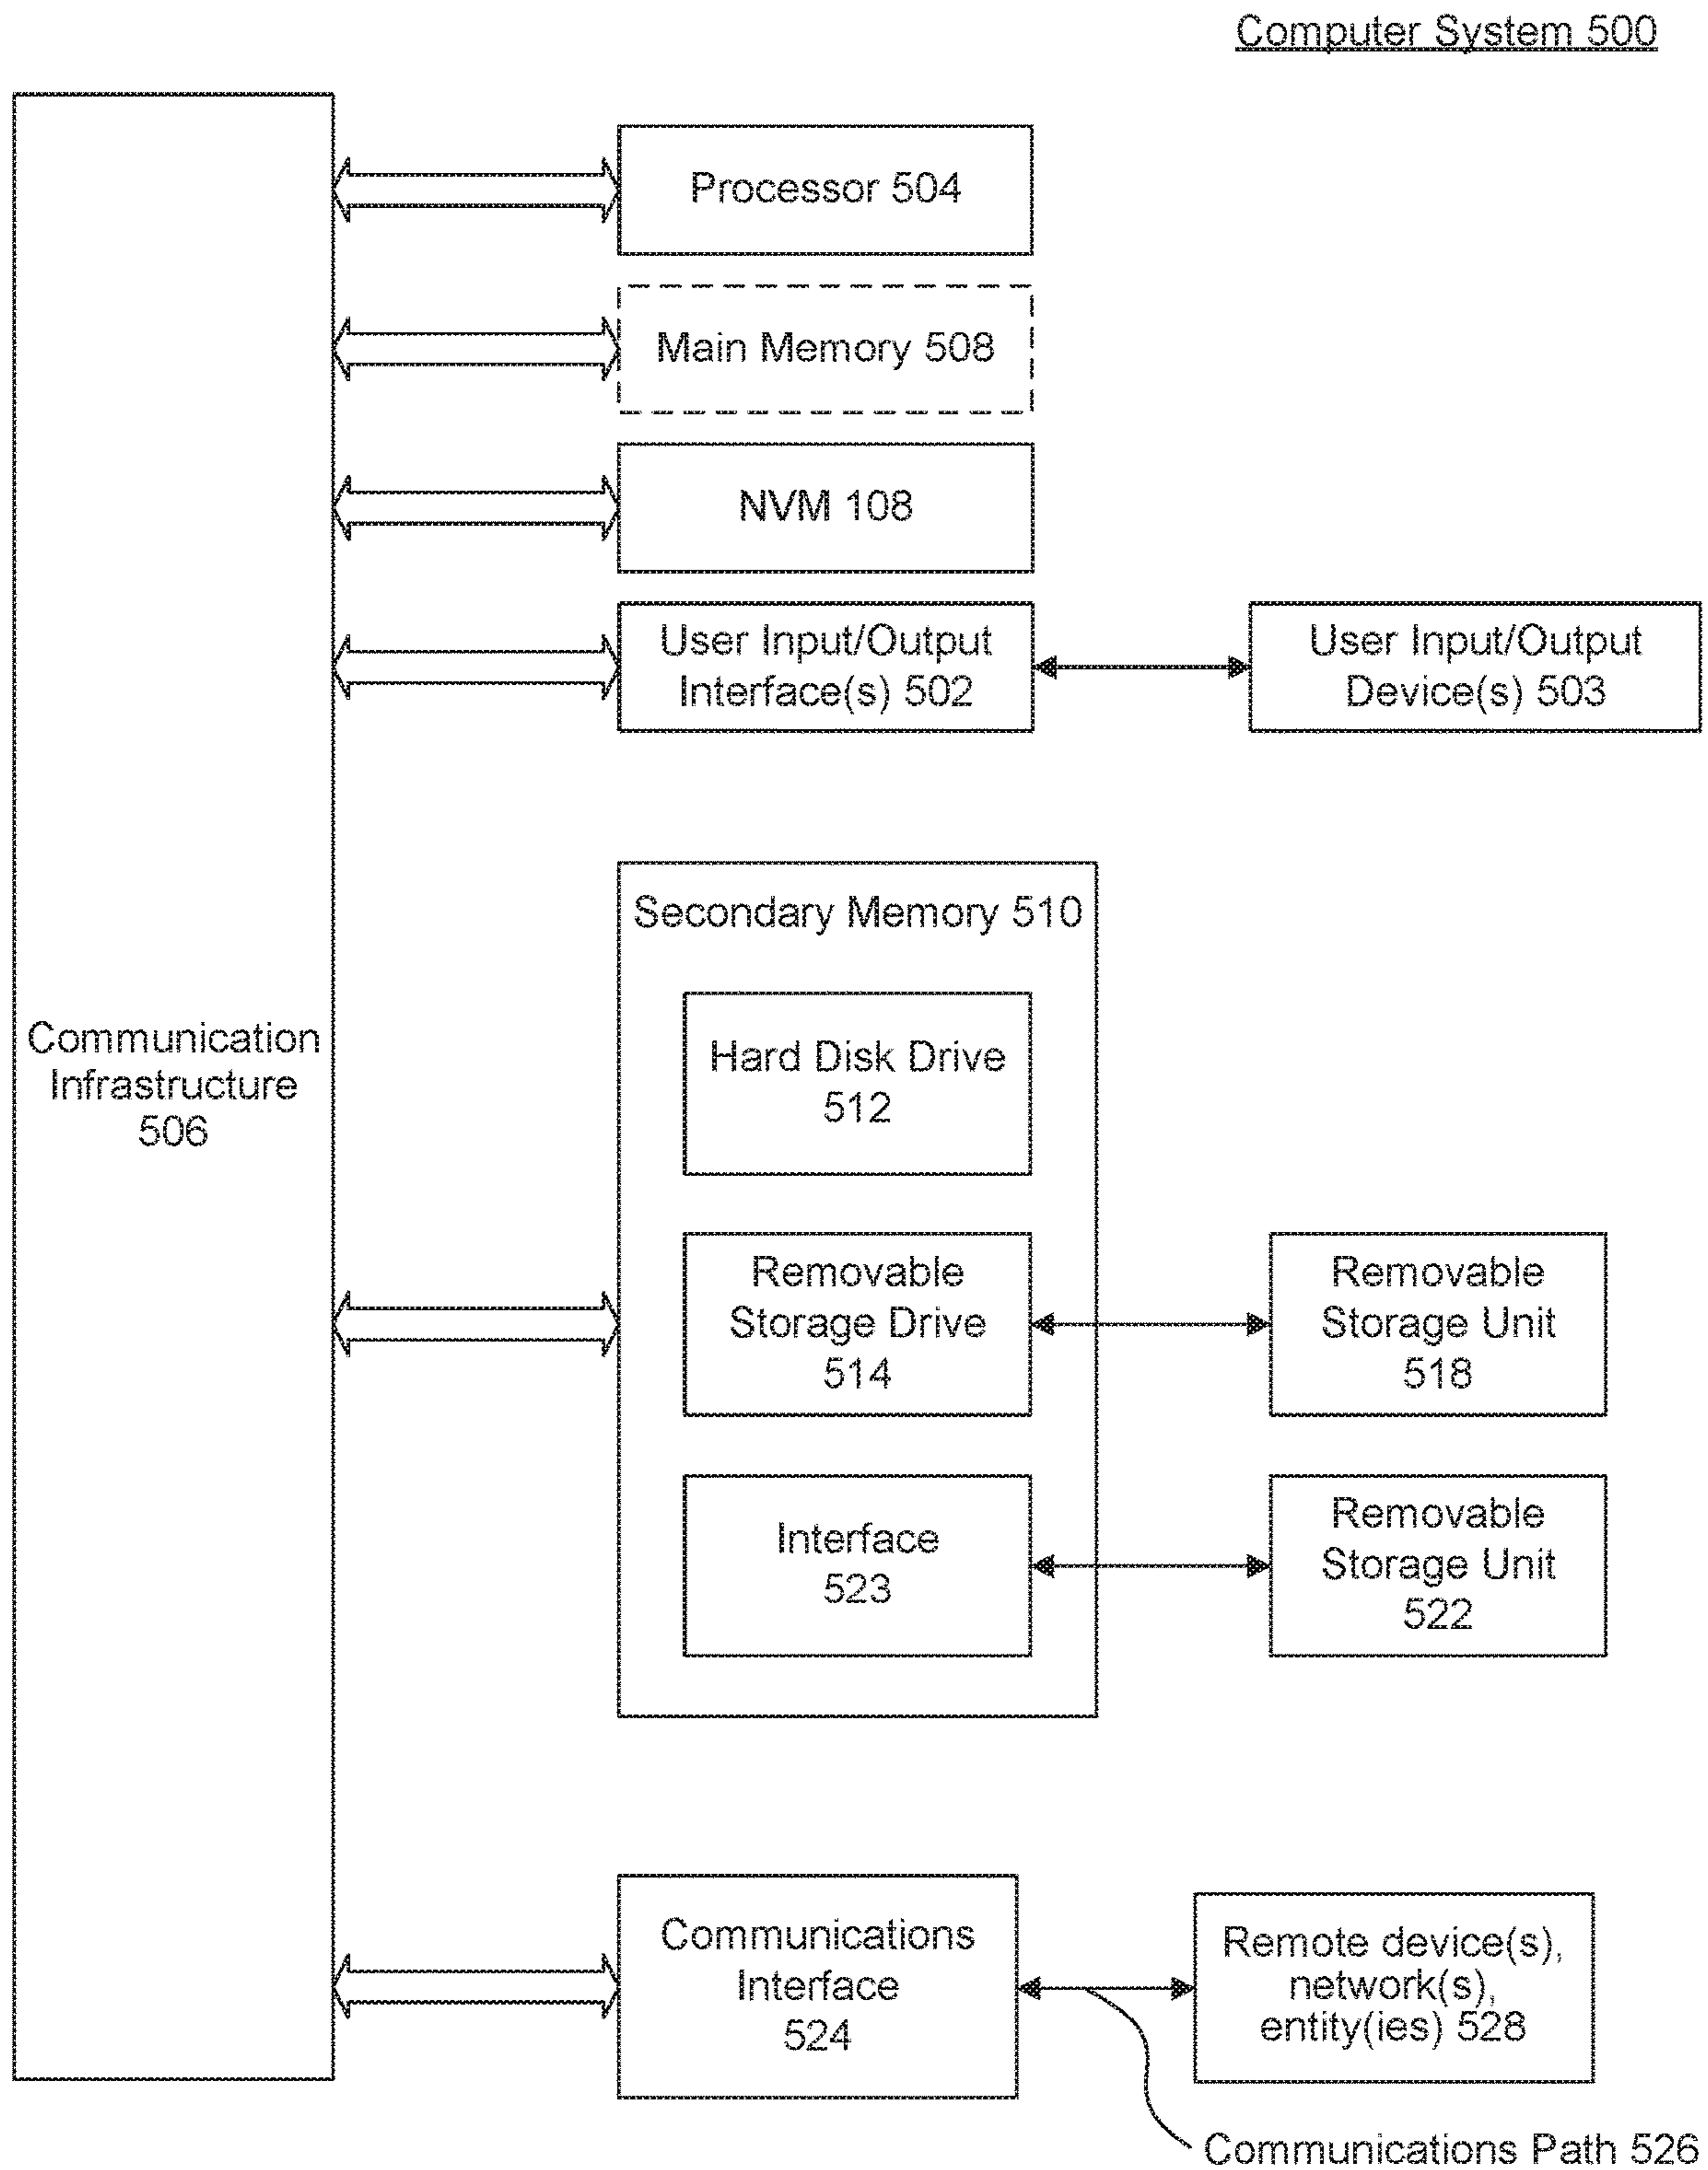 Computer System 500
Processor 504
Main Memory 508
NVM 108
User Input/Output
Interface(s) 502
User Input/Output
Device(s) 503
Communication
Infrastructure
506
Secondary Memory 510
Hard Disk Drive
512
Removable
Storage Drive
514
Removable
Storage Unit
518
Interface
523
Removable
Storage Unit
522
Communications
Interface
524
Remote device(s),
network(s),
entity(ies) 528
Communications Path 526